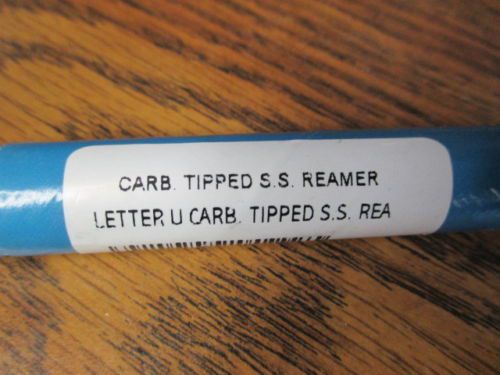 CARB. TIPPED S.S. REAMER
LETTER U CARB. TIPPED S.S. REA